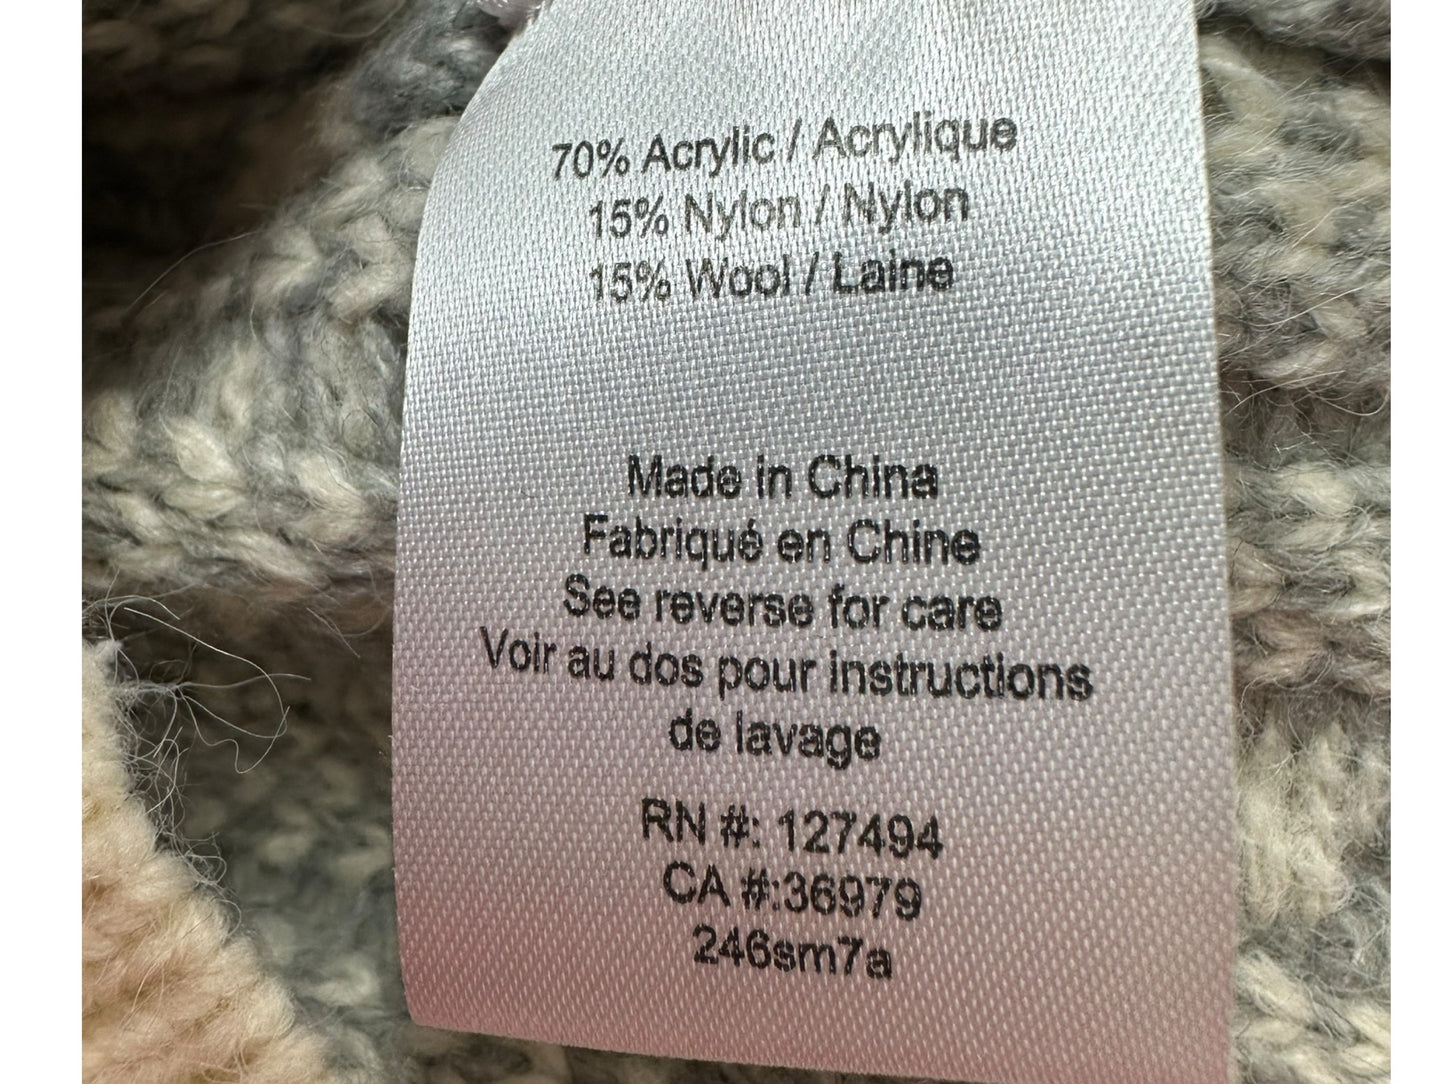 70% Acrylic / Acrylique
15% Nylon / Nylon
15% Wool / Laine
Made in China
Fabriqué en Chine
See reverse for care
Voir au dos pour instructions
de lavage
RN #: 127494
CA #:36979
246sm7a